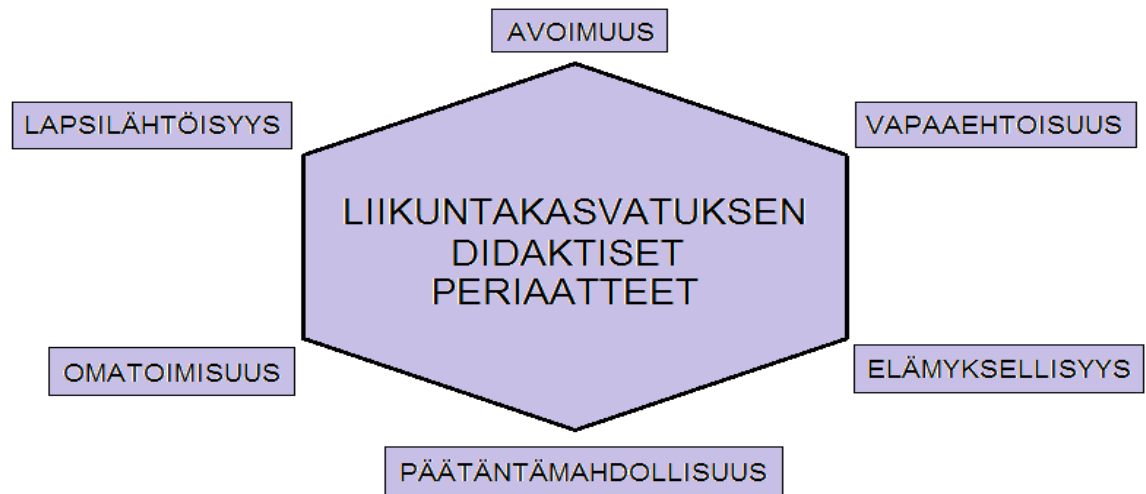 AVOIMUUS
LAPSILÄHTÖISYYS
VAPAAEHTOISUUS
LIIKUNTAKASVATUKSEN
DIDAKTISET
PERIAATTEET
OMATOIMISUUS
ELÄMYKSELLISYYS
PÄÄTÄNTÄMAHDOLLISUUS